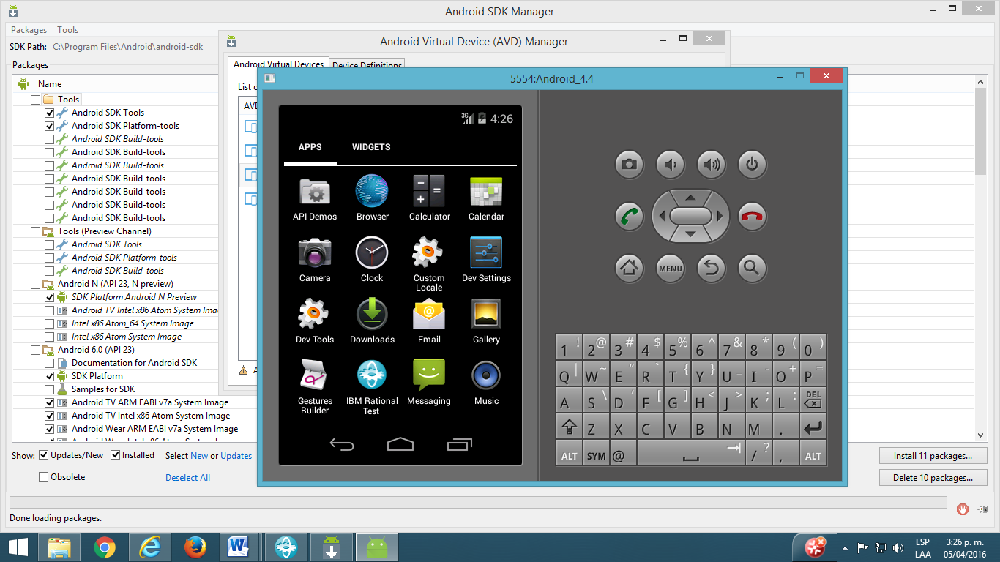 Android SDK Manager
Packages Tools
SDK Path: C:\Program Files\Android\android-sdk
Packages
Name
Tools
Android SDK Tools
Android SDK Platform-tools
Android SDK Build-tools
Android SDK Build-tools
Android SDK Build-tools
Android SDK Build-tools
Android SDK Build-tools
Android SDK Build-tools
Android SDK Build-tools
Tools (Preview Channel)
Android SDK Tools
Android SDK Platform-tools
Android SDK Build-tools
Android N (API 23, N preview)
SDK Platform Android N Preview
Android TV Intel x86 Atom System
Intel x86 Atom_64 System Image
Intel x86 Atom System Image
Android 6.0 (API 23)
Documentation for Android SDK
SDK Platform
Samples for SDK
Android TV ARM EABI v7a System Image
Android TV Intel x86 Atom System Image
Android Wear ARM EABI v7a System Image
Android Wear Intel x86 Atom System Image
Show: Updates/New Installed Select New or Updates
Obsolete Deselect All
Install 11 packages...
Delete 10 packages...
Done loading packages.
Android Virtual Device (AVD) Manager
Android Virtual Devices Device Definitions
List o
AVD
5554:Android_4.4
3G 4:26
APPS WIDGETS
API Demos Browser Calculator Calendar
Camera Clock Custom Locale Dev Settings
Dev Tools Downloads Email Gallery
Gestures Builder IBM Rational Test Messaging Music
MENU
1 ! 2 @ 3 # 4 $ 5 % 6 ^ 7 & 8 * 9 ( 0 )
Q | W ~ E “ R ` T { Y } U _ I - O + P =
A S \ D ‘ F [ G ] H < J > K ; L : DEL
Z X C V B N M .
ALT SYM @ / ? , ALT
ESP 3:26 p. m.
LAA 05/04/2016